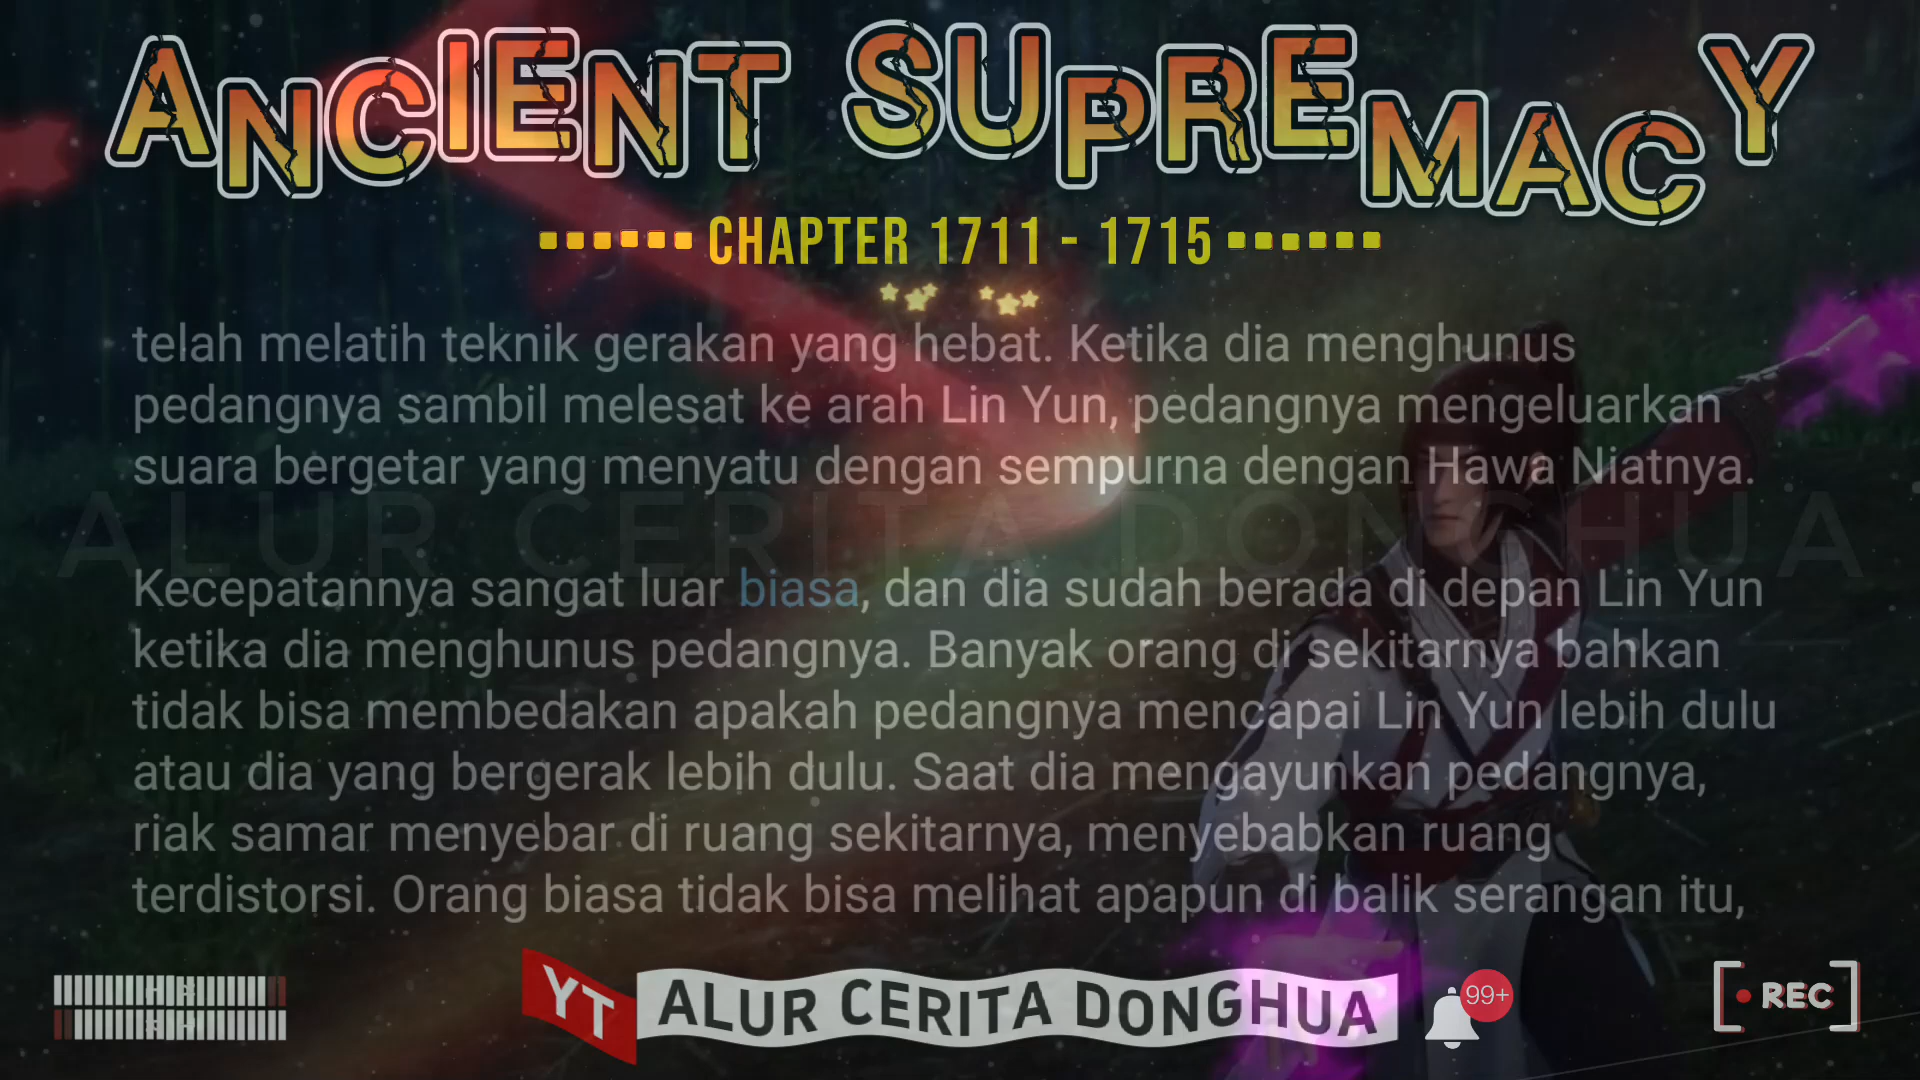 ANCIENT SUPREMACY
CHAPTER 1711 - 1715
telah melatih teknik gerakan yang hebat. Ketika dia menghunus
pedangnya sambil melesat ke arah Lin Yun, pedangnya mengeluarkan
suara bergetar yang menyatu dengan sempurna dengan Hawa Niatnya.
ALUR CERITA DONGHUA
Kecepatannya sangat luar biasa, dan dia sudah berada di depan Lin Yun
ketika dia menghunus pedangnya. Banyak orang di sekitarnya bahkan
tidak bisa membedakan apakah pedangnya mencapai Lin Yun lebih dulu
atau dia yang bergerak lebih dulu. Saat dia mengayunkan pedangnya,
riak samar menyebar di ruang sekitarnya, menyebabkan ruang
terdistorsi. Orang biasa tidak bisa melihat apapun di balik serangan itu,
YT ALUR CERITA DONGHUA
99+
REC